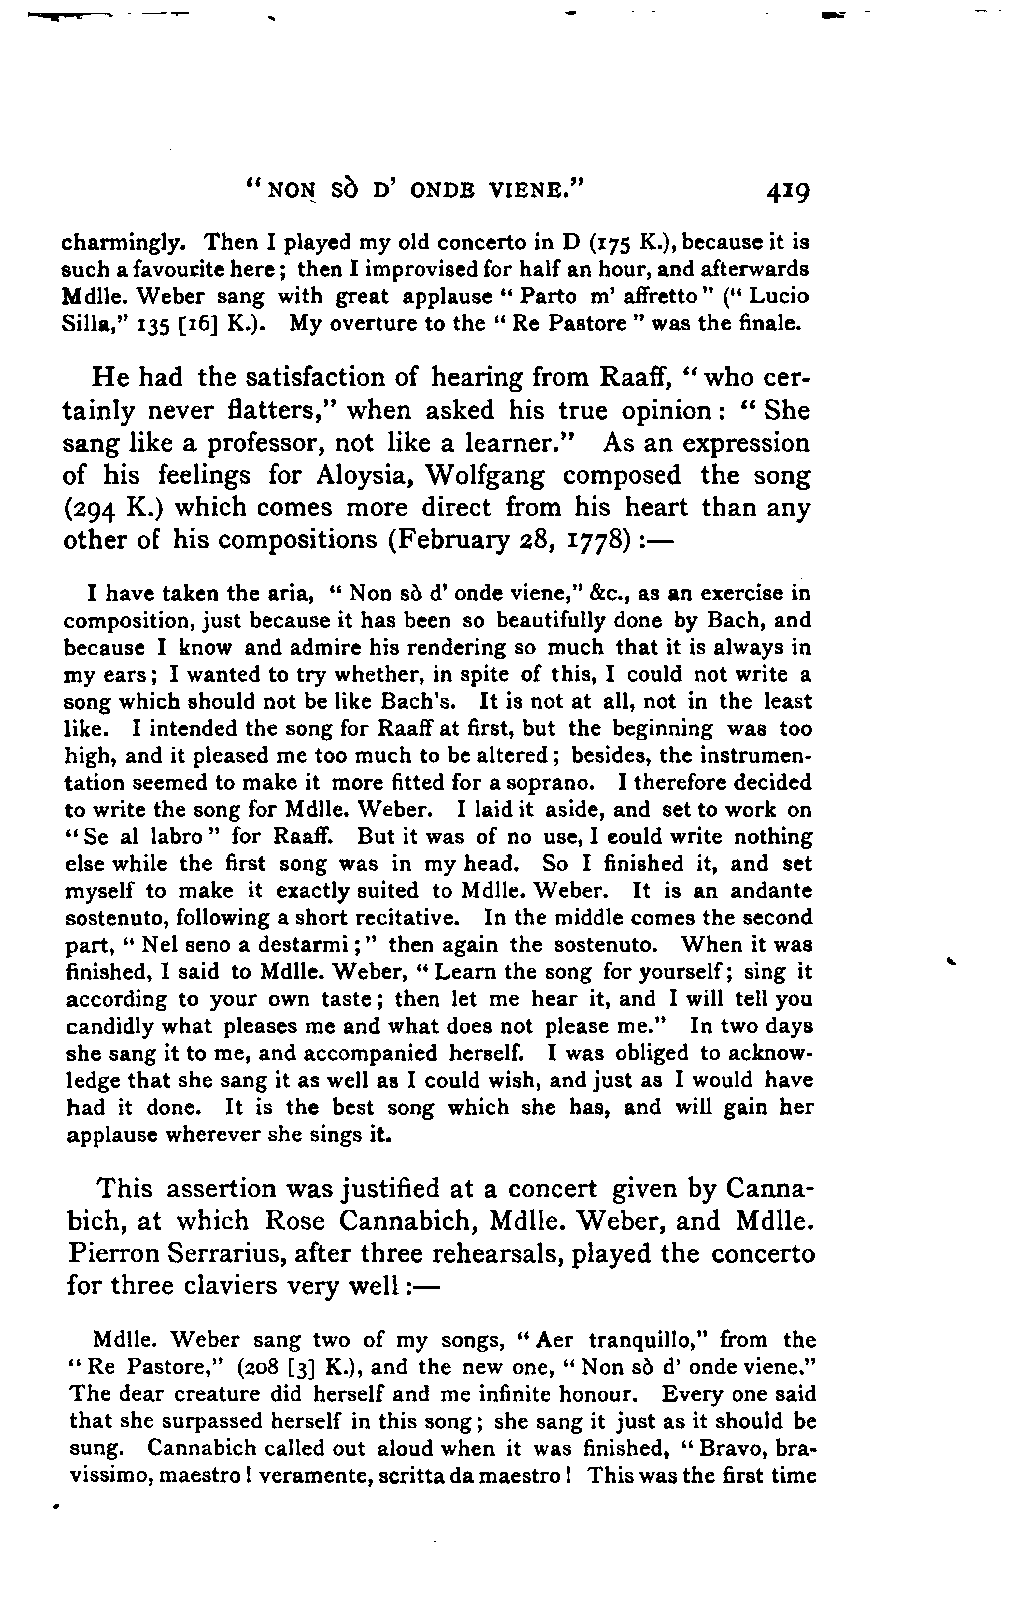 "NON SÒ D' ONDE VIENE." 419
charmingly. Then I played my old concerto in D (175 K.), because it is
such a favourite here; then I improvised for half an hour, and afterwards
Mdlle. Weber sang with great applause "Parto m' affretto" ("Lucio
Silla," 135 [16] K.). My overture to the "Re Pastore" was the finale.
He had the satisfaction of hearing from Raaff, "who cer-
tainly never flatters," when asked his true opinion: "She
sang like a professor, not like a learner." As an expression
of his feelings for Aloysia, Wolfgang composed the song
(294 K.) which comes more direct from his heart than any
other of his compositions (February 28, 1778):—
I have taken the aria, "Non sò d' onde viene," &c., as an exercise in
composition, just because it has been so beautifully done by Bach, and
because I know and admire his rendering so much that it is always in
my ears; I wanted to try whether, in spite of this, I could not write a
song which should not be like Bach's. It is not at all, not in the least
like. I intended the song for Raaff at first, but the beginning was too
high, and it pleased me too much to be altered; besides, the instrumen-
tation seemed to make it more fitted for a soprano. I therefore decided
to write the song for Mdlle. Weber. I laid it aside, and set to work on
"Se al labro" for Raaff. But it was of no use, I could write nothing
else while the first song was in my head. So I finished it, and set
myself to make it exactly suited to Mdlle. Weber. It is an andante
sostenuto, following a short recitative. In the middle comes the second
part, "Nel seno a destarmi;" then again the sostenuto. When it was
finished, I said to Mdlle. Weber, "Learn the song for yourself; sing it
according to your own taste; then let me hear it, and I will tell you
candidly what pleases me and what does not please me." In two days
she sang it to me, and accompanied herself. I was obliged to acknow-
ledge that she sang it as well as I could wish, and just as I would have
had it done. It is the best song which she has, and will gain her
applause wherever she sings it.
This assertion was justified at a concert given by Canna-
bich, at which Rose Cannabich, Mdlle. Weber, and Mdlle.
Pierron Serrarius, after three rehearsals, played the concerto
for three claviers very well:—
Mdlle. Weber sang two of my songs, "Aer tranquillo," from the
"Re Pastore," (208 [3] K.), and the new one, "Non sò d' onde viene."
The dear creature did herself and me infinite honour. Every one said
that she surpassed herself in this song; she sang it just as it should be
sung. Cannabich called out aloud when it was finished, "Bravo, bra-
vissimo, maestro! veramente, scritta da maestro! This was the first time